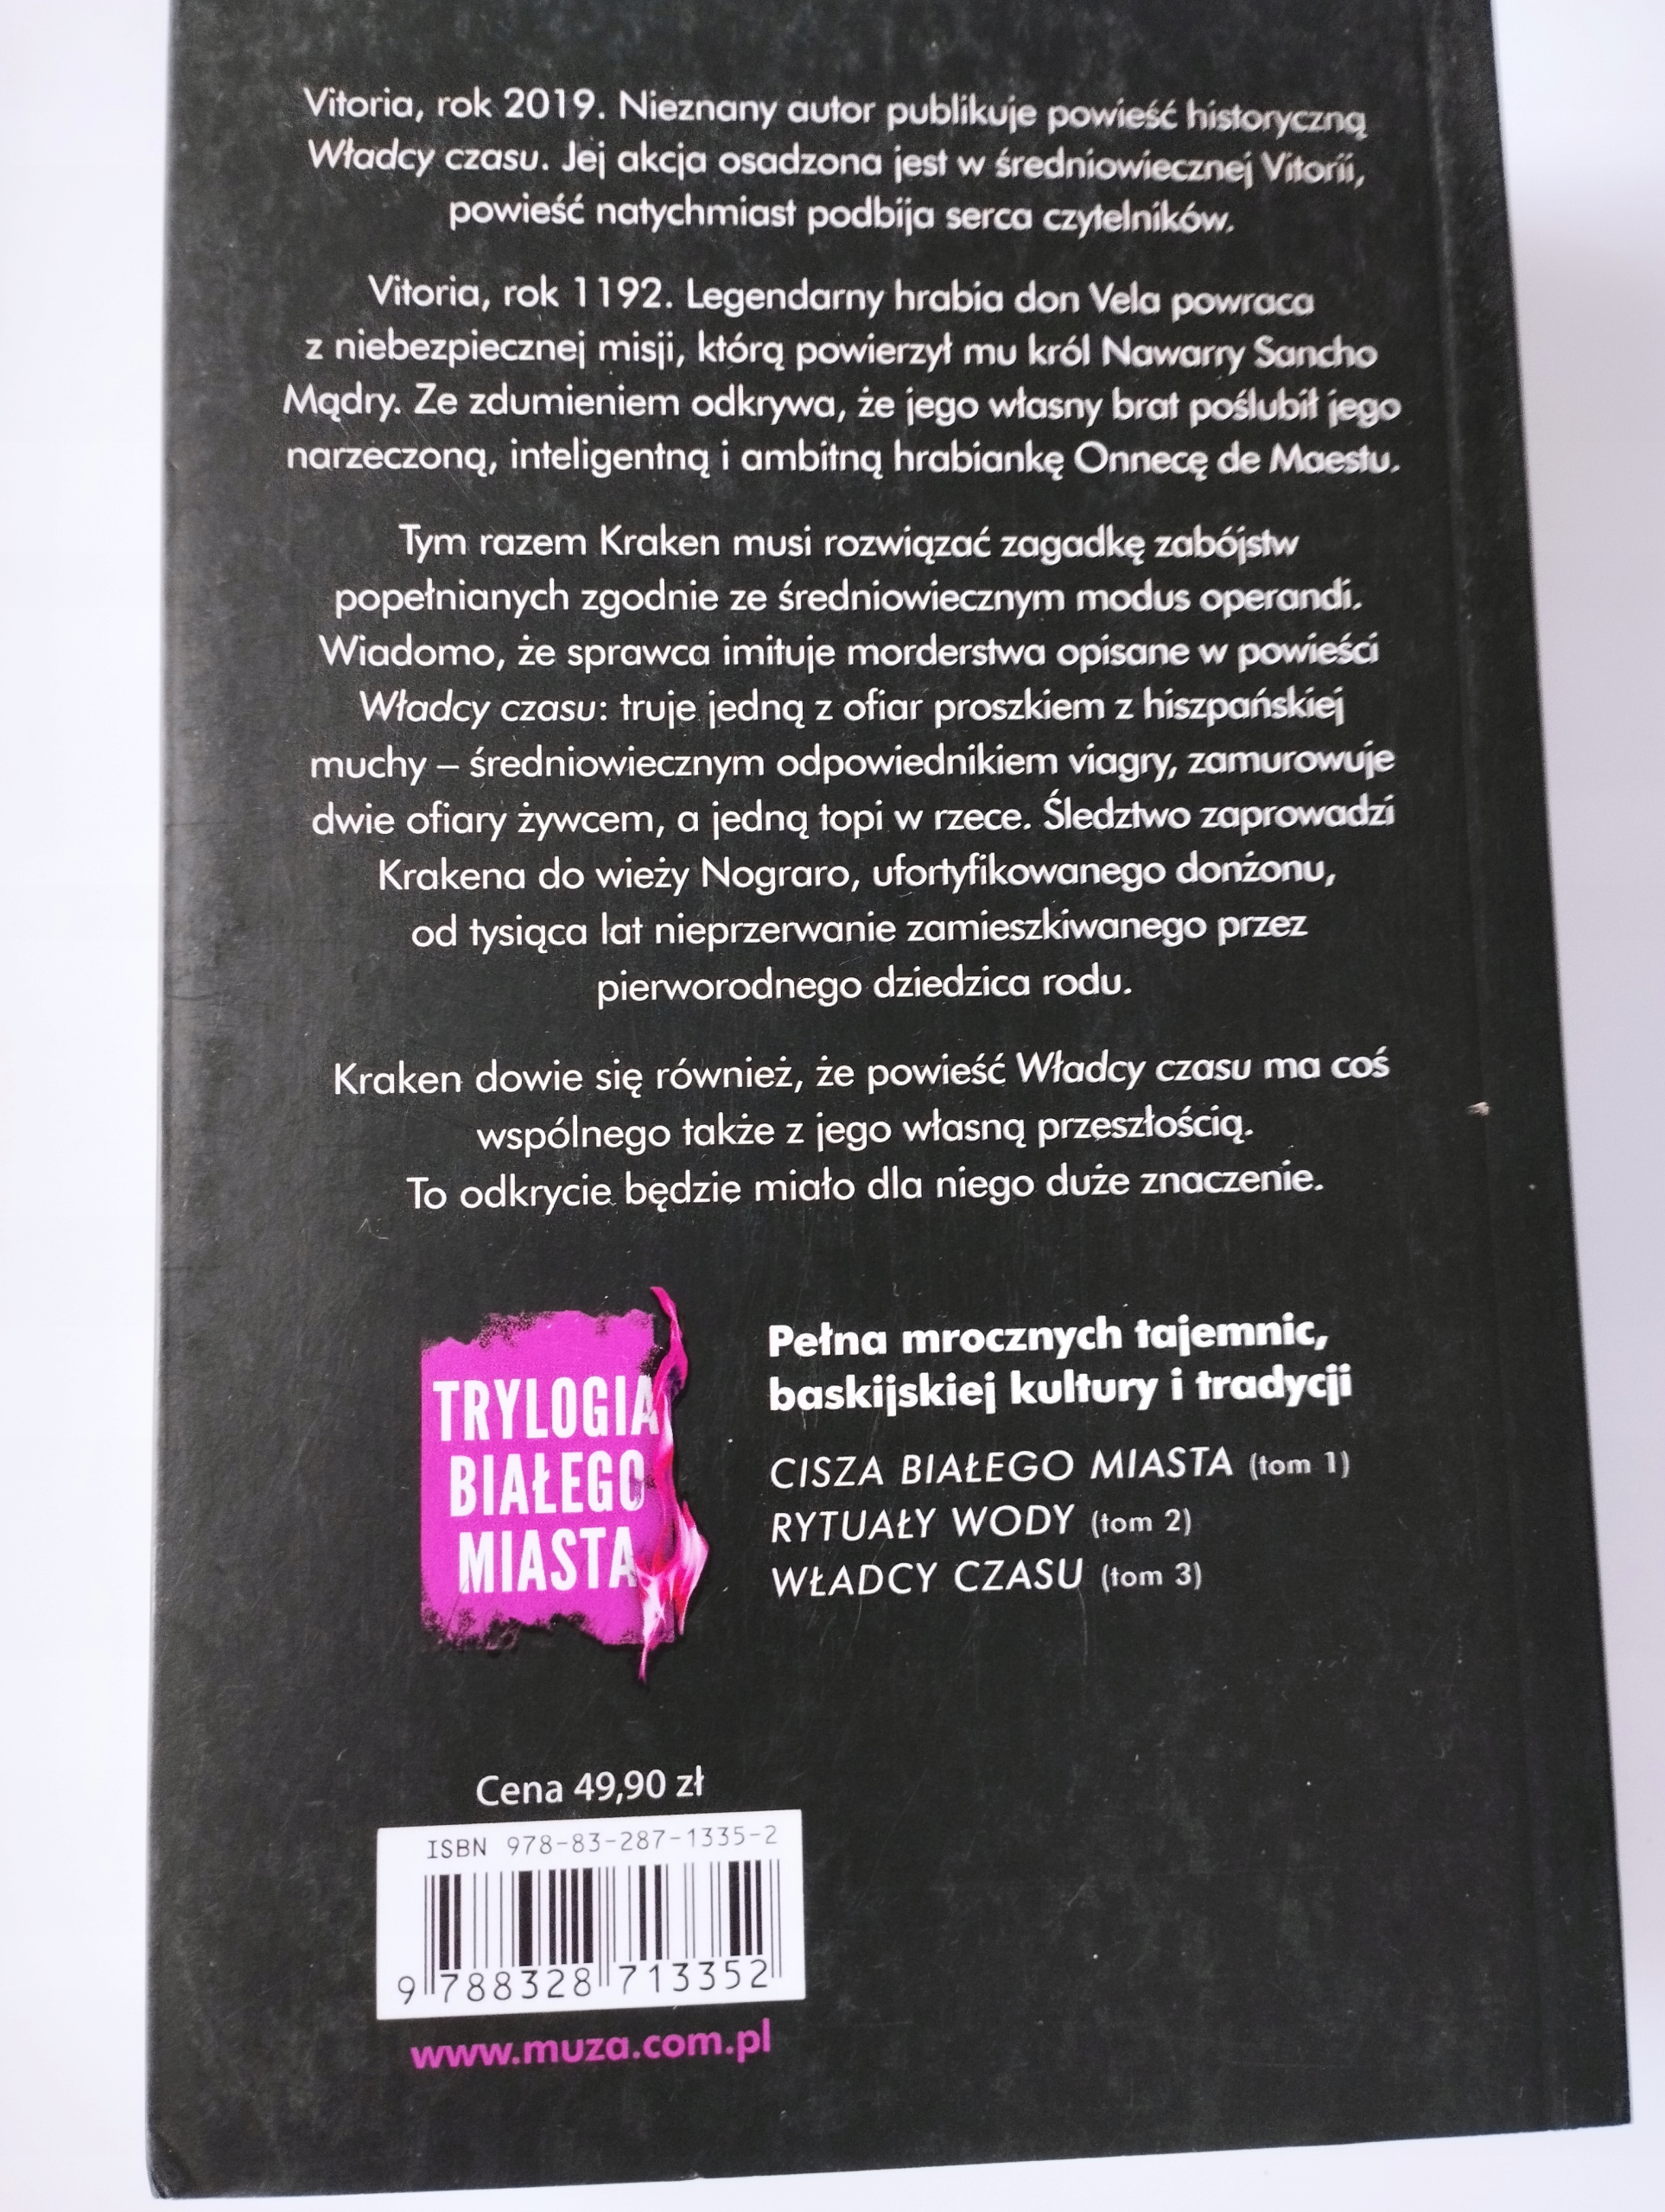 Vitoria, rok 2019. Nieznany autor publikuje powieść historyczną
Władcy czasu. Jej akcja osadzona jest w średniowiecznej Vitorii,
powieść natychmiast podbija serca czytelników.
Vitoria, rok 1192. Legendarny hrabia don Vela powraca
z niebezpiecznej misji, którą powierzył mu król Nawarry Sancho
Mądry. Ze zdumieniem odkrywa, że jego własny brat poślubił jego
narzeczoną, inteligentną i ambitną hrabiankę Onnecę de Maestu.
Tym razem Kraken musi rozwiązać zagadkę zabójstw
popełnianych zgodnie ze średniowiecznym modus operandi.
Wiadomo, że sprawca imituje morderstwa opisane w powieści
Władcy czasu: truje jedną z ofiar proszkiem z hiszpańskiej
muchy – średniowiecznym odpowiednikiem viagry, zamurowuje
dwie ofiary żywcem, a jedną topi w rzece. Śledztwo zaprowadzi
Krakena do wieży Nograro, ufortyfikowanego donżonu,
od tysiąca lat nieprzerwanie zamieszkiwanego przez
pierworodnego dziedzica rodu.
Kraken dowie się również, że powieść Władcy czasu ma coś
wspólnego także z jego własną przeszłością.
To odkrycie będzie miało dla niego duże znaczenie.
TRYLOGIA
BIAŁEGO
MIASTA
Pełna mrocznych tajemnic,
baskijskiej kultury i tradycji
CISZA BIAŁEGO MIASTA (tom 1)
RYTUAŁY WODY (tom 2)
WŁADCY CZASU (tom 3)
Cena 49,90 zł
ISBN 978-83-287-1335-2
9 788328 713352
www.muza.com.pl